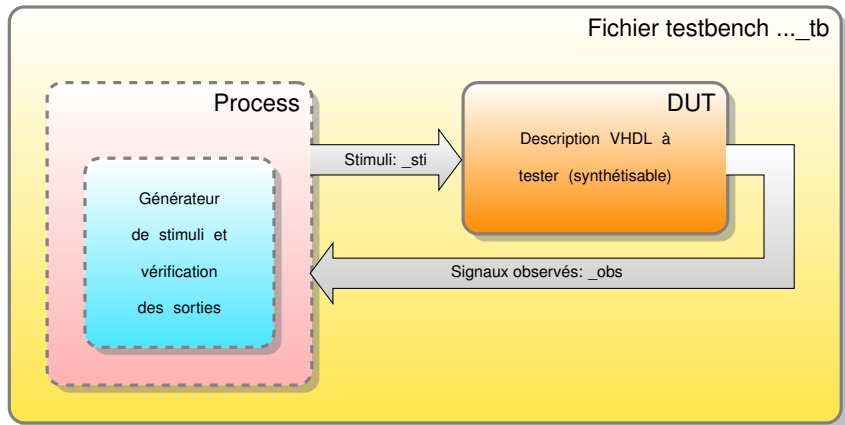 Fichier testbench ..._tb
Process
Générateur
de stimuli et
vérification
des sorties
Stimuli: _sti
DUT
Description VHDL à
tester (synthétisable)
Signaux observés: _obs